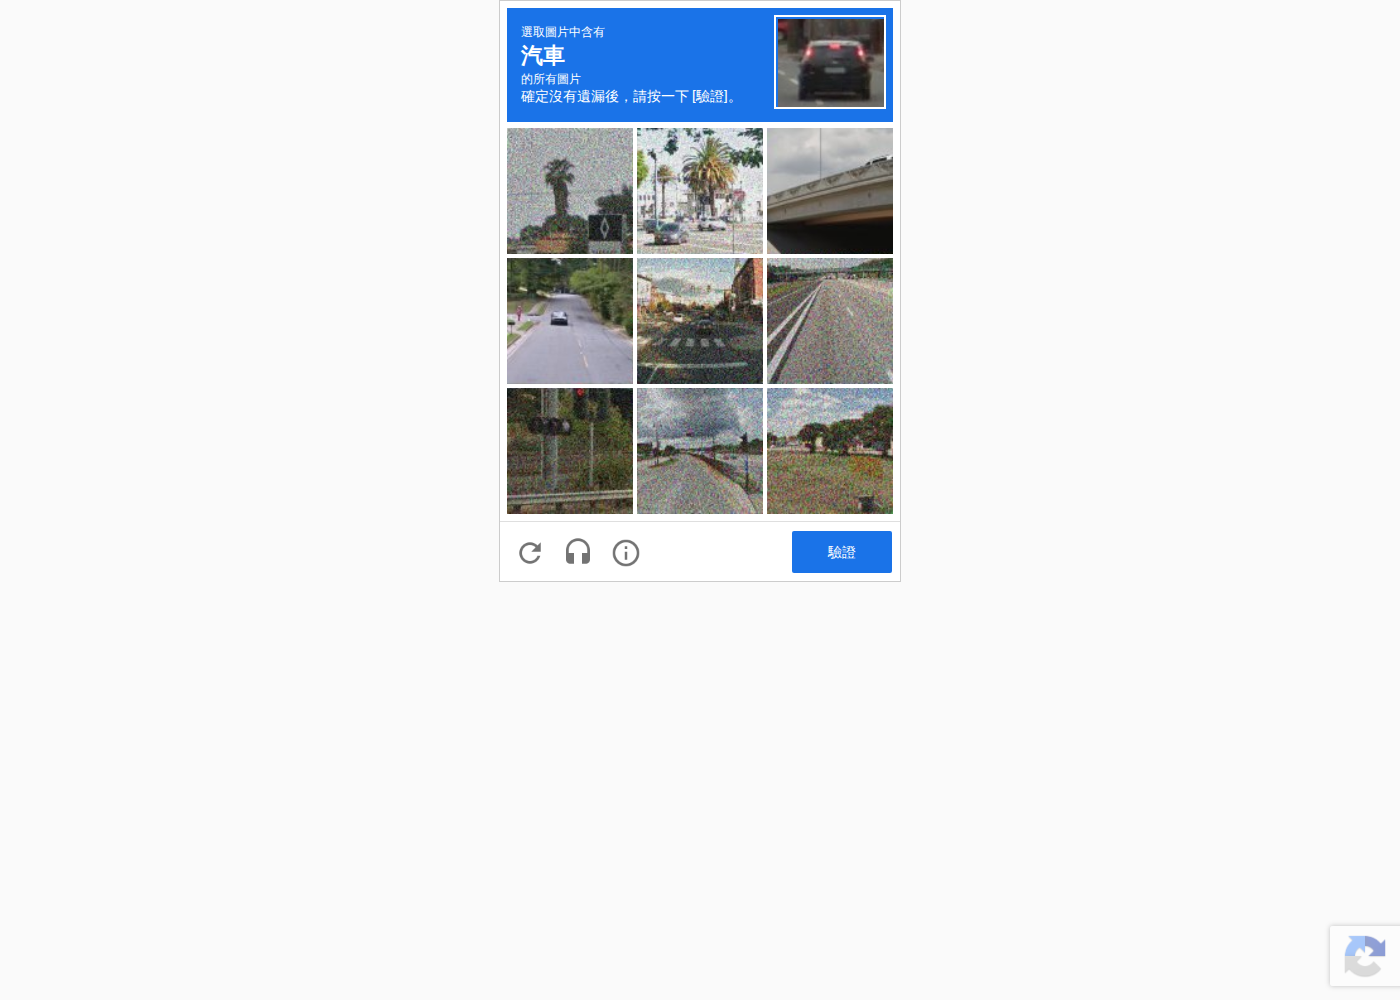 選取圖片中含有
汽車
的所有圖片
確定沒有遺漏後，請按一下 [驗證]。
驗證